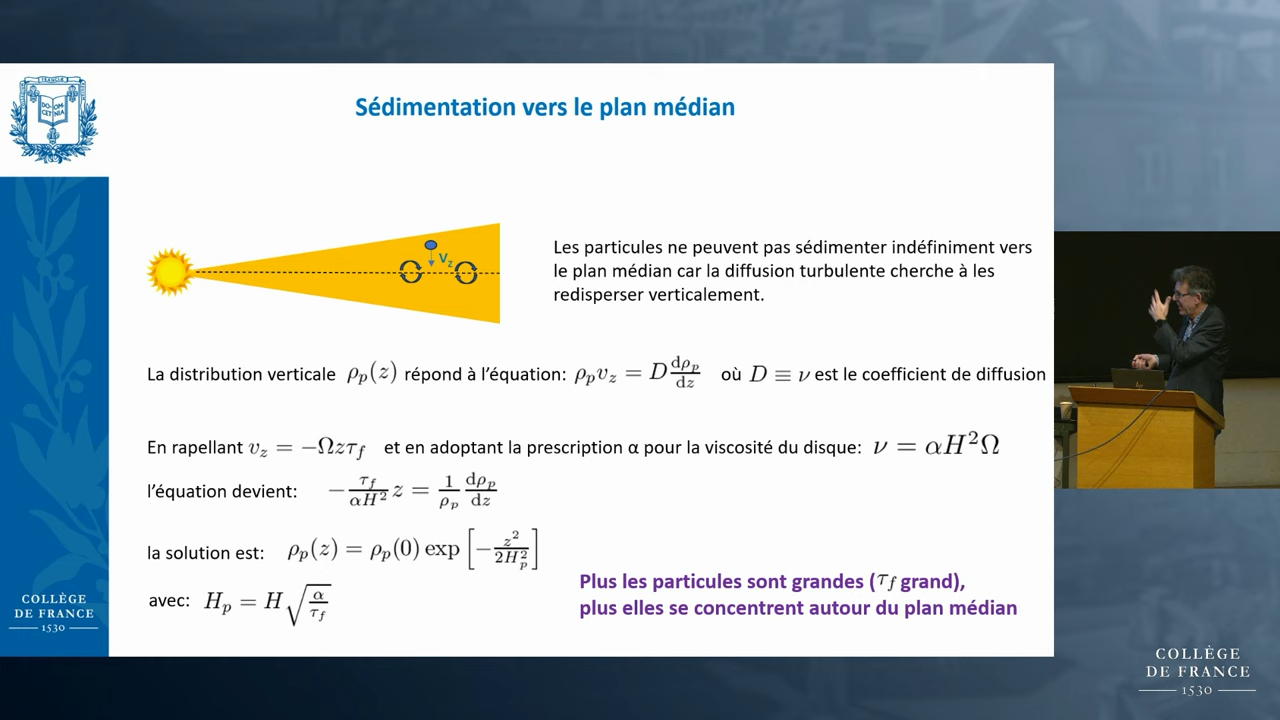 Sédimentation vers le plan médian
Les particules ne peuvent pas sédimenter indéfiniment vers
le plan médian car la diffusion turbulente cherche à les
redisperser verticalement.
v_z
La distribution verticale ρ_p(z) répond à l'équation: ρ_p v_z = D dρ_p/dz où D ≡ ν est le coefficient de diffusion
En rapellant v_z = −Ωzτ_f et en adoptant la prescription α pour la viscosité du disque: ν = αH²Ω
l'équation devient: −τ_f/(αH²) z = 1/ρ_p dρ_p/dz
la solution est: ρ_p(z) = ρ_p(0) exp [−z²/(2H_p²)]
avec: H_p = H√(α/τ_f)
Plus les particules sont grandes (τ_f grand),
plus elles se concentrent autour du plan médian
COLLÈGE
DE FRANCE
1530
COLLÈGE
DE FRANCE
1530